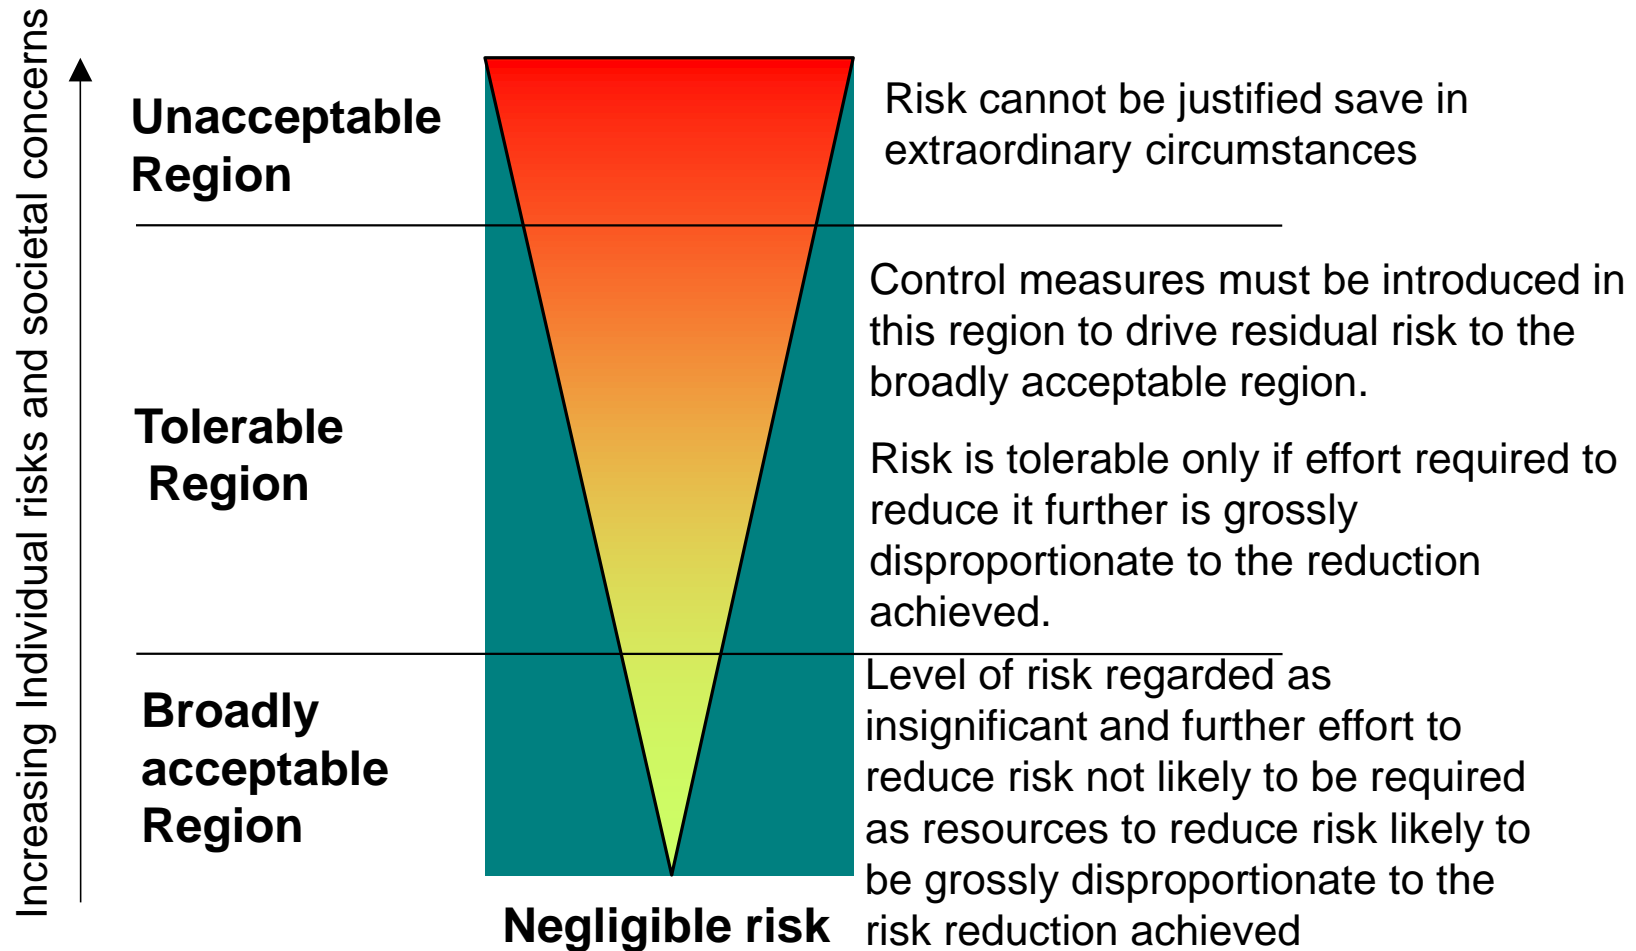 Increasing Individual risks and societal concerns
Unacceptable
Region
Risk cannot be justified save in
extraordinary circumstances
Tolerable
Region
Control measures must be introduced in
this region to drive residual risk to the
broadly acceptable region.
Risk is tolerable only if effort required to
reduce it further is grossly
disproportionate to the reduction
achieved.
Broadly
acceptable
Region
Level of risk regarded as
insignificant and further effort to
reduce risk not likely to be required
as resources to reduce risk likely to
be grossly disproportionate to the
risk reduction achieved
Negligible risk